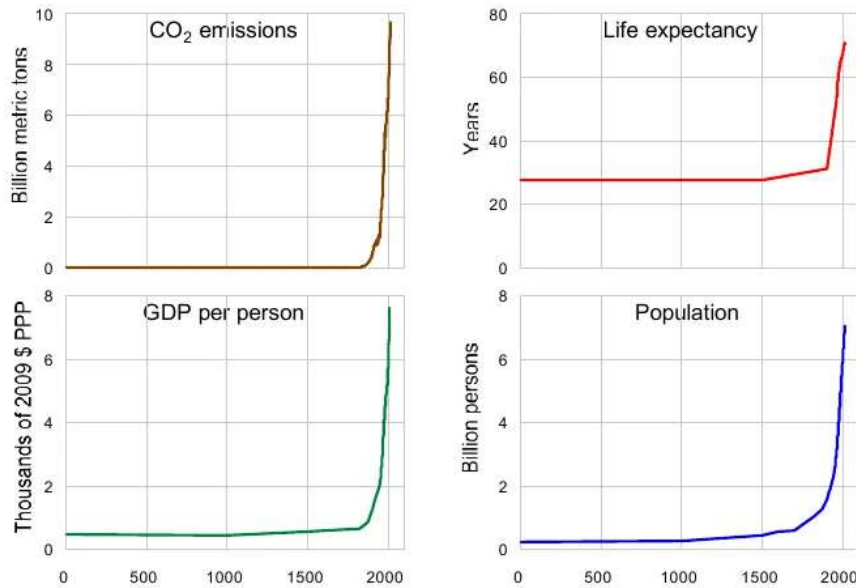 CO₂ emissions
Billion metric tons
10
8
6
4
2
0
Life expectancy
Years
80
60
40
20
0
GDP per person
Thousands of 2009 $ PPP
8
6
4
2
0
0 500 1000 1500 2000
Population
Billion persons
8
6
4
2
0
0 500 1000 1500 2000